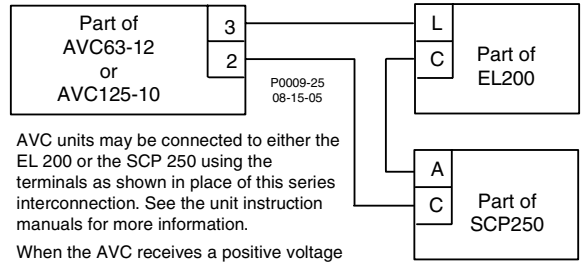 Part of
AVC63-12
or
AVC125-10
3
2
P0009-25
08-15-05
L
C
Part of
EL200
A
C
Part of
SCP250
AVC units may be connected to either the
EL 200 or the SCP 250 using the
terminals as shown in place of this series
interconnection. See the unit instruction
manuals for more information.
When the AVC receives a positive voltage